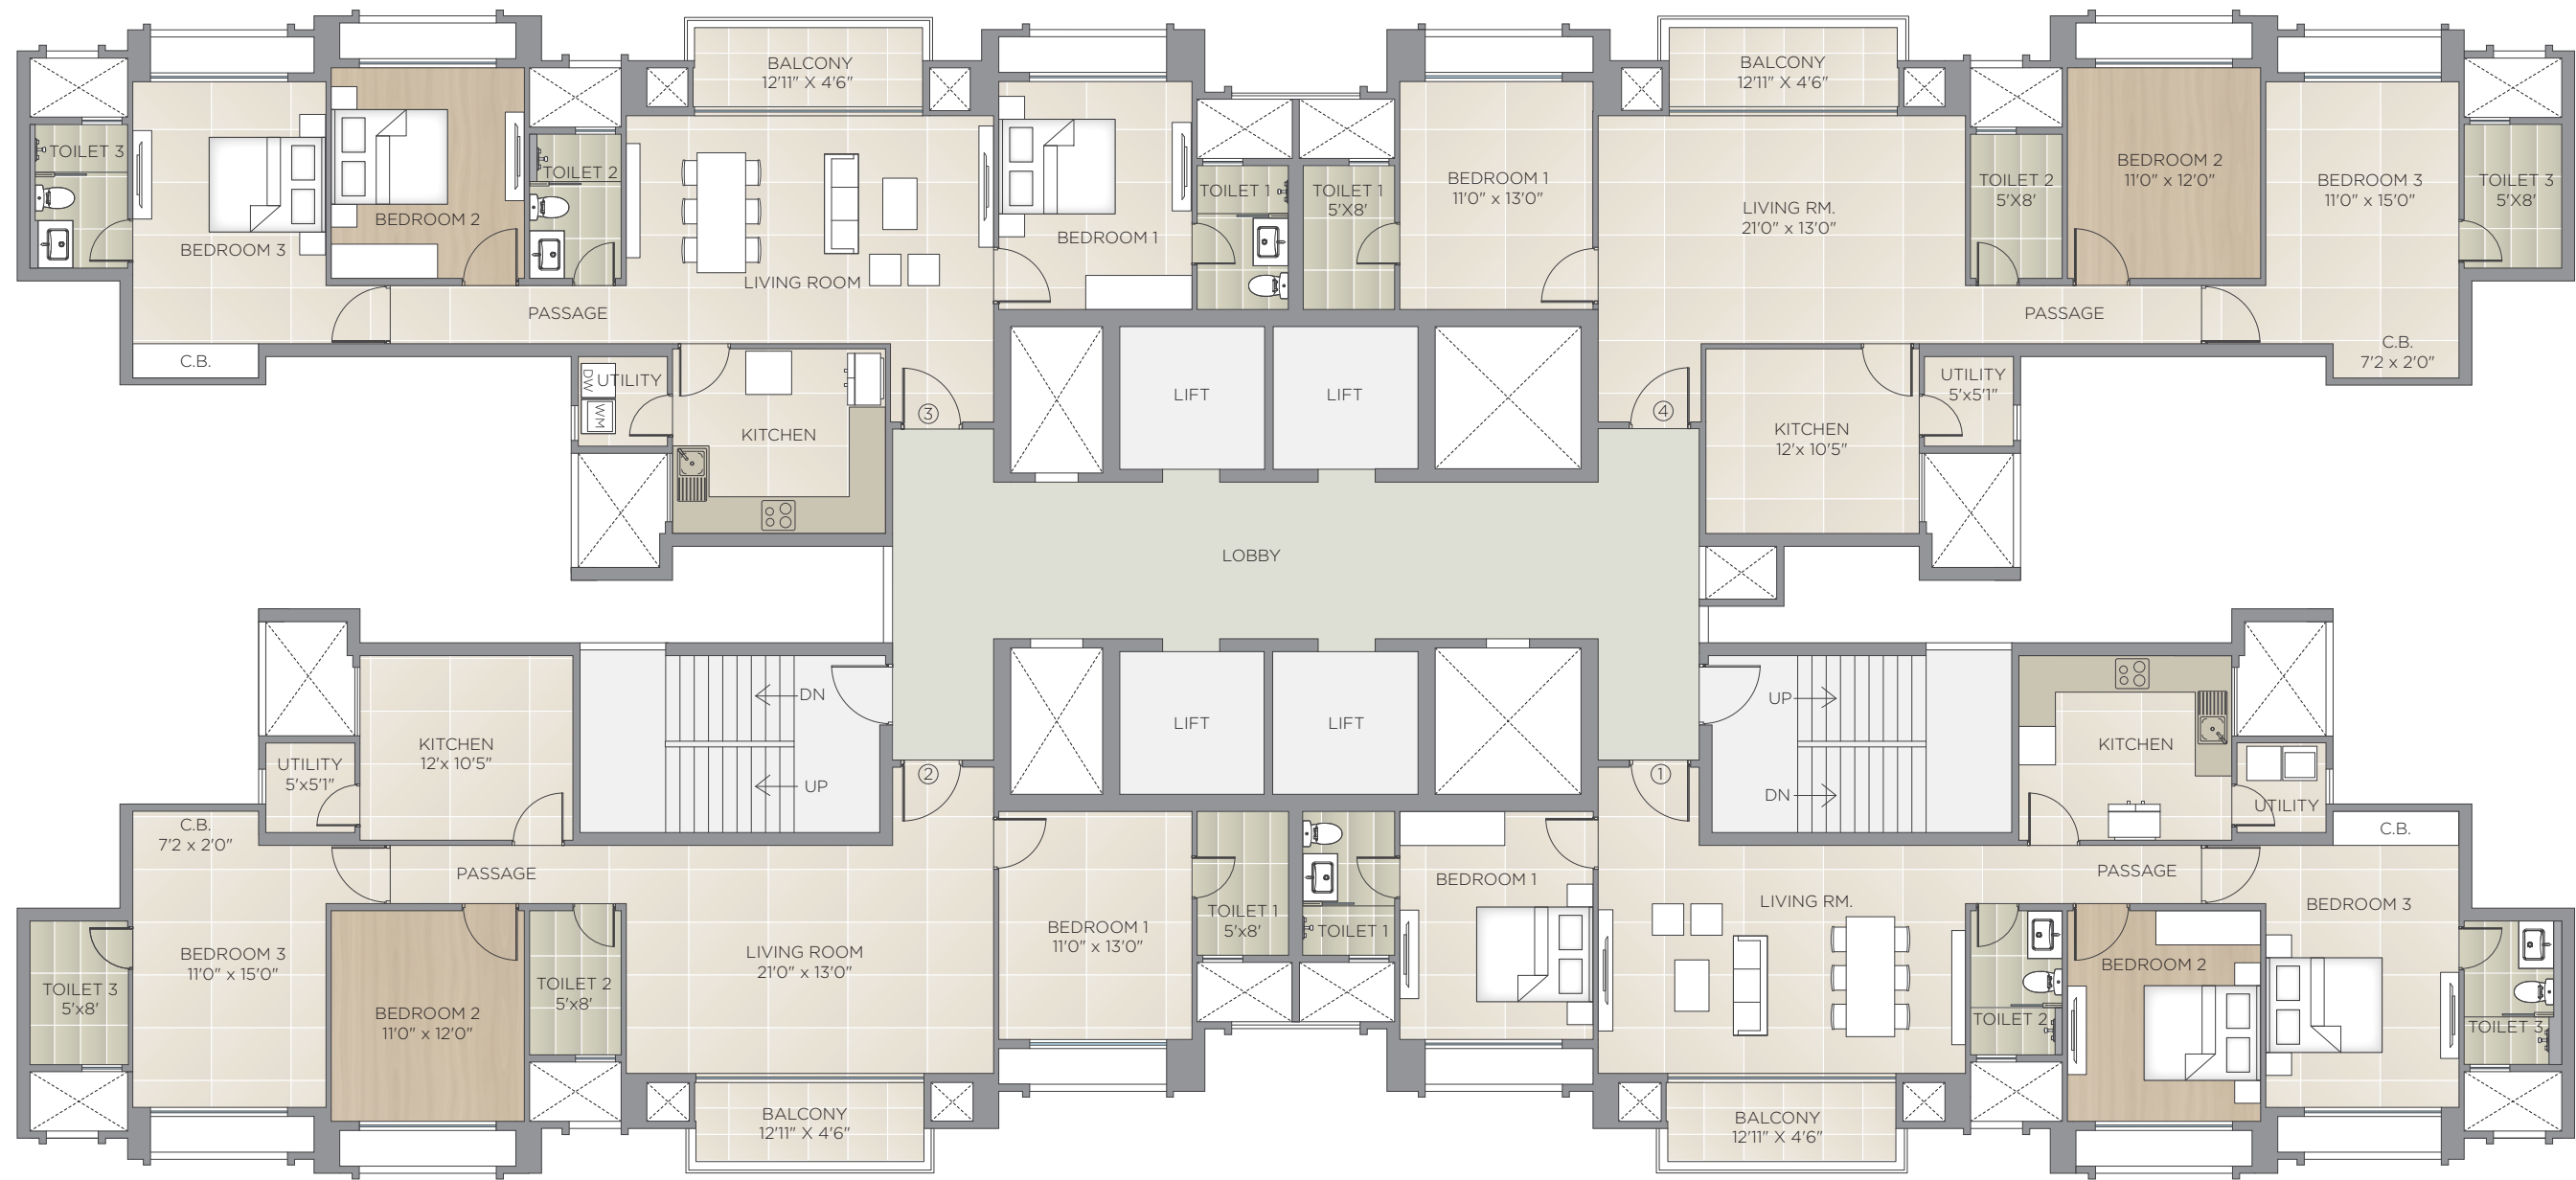 BALCONY
12'11" X 4'6"
BALCONY
12'11" X 4'6"
TOILET 3
TOILET 2
BEDROOM 2
BEDROOM 3
LIVING ROOM
BEDROOM 1
TOILET 1
TOILET 1
5'X8'
BEDROOM 1
11'0" x 13'0"
LIVING RM.
21'0" x 13'0"
TOILET 2
5'X8'
BEDROOM 2
11'0" x 12'0"
BEDROOM 3
11'0" x 15'0"
TOILET 3
5'X8'
PASSAGE
PASSAGE
C.B.
C.B.
7'2 x 2'0"
DW
UTILITY
WM
KITCHEN
3
LIFT
LIFT
4
KITCHEN
12'x 10'5"
UTILITY
5'x5'1"
LOBBY
DN
UP
LIFT
LIFT
UP
DN
KITCHEN
12'x 10'5"
UTILITY
5'x5'1"
2
1
KITCHEN
UTILITY
C.B.
7'2 x 2'0"
C.B.
PASSAGE
PASSAGE
BEDROOM 3
11'0" x 15'0"
TOILET 3
5'x8'
BEDROOM 2
11'0" x 12'0"
TOILET 2
5'x8'
LIVING ROOM
21'0" x 13'0"
BEDROOM 1
11'0" x 13'0"
TOILET 1
5'x8'
TOILET 1
BEDROOM 1
LIVING RM.
TOILET 2
BEDROOM 2
BEDROOM 3
TOILET 3
BALCONY
12'11" X 4'6"
BALCONY
12'11" X 4'6"